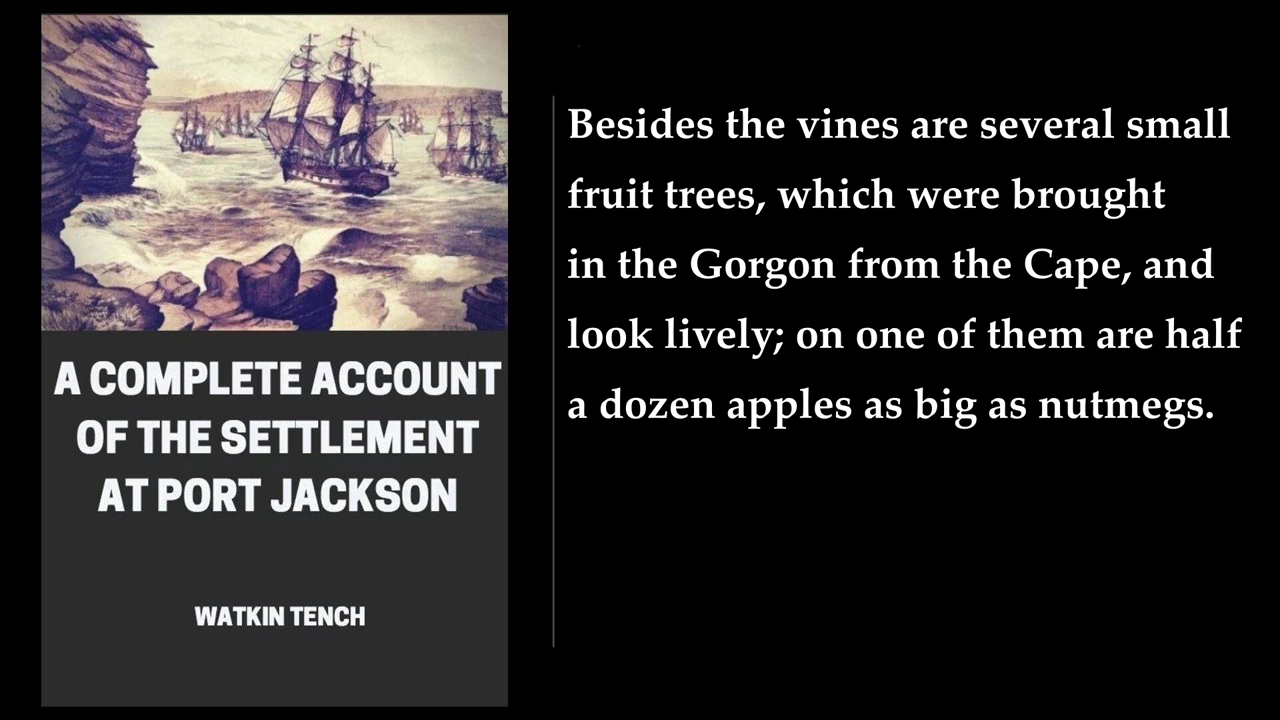 A COMPLETE ACCOUNT
OF THE SETTLEMENT
AT PORT JACKSON
WATKIN TENCH
Besides the vines are several small
fruit trees, which were brought
in the Gorgon from the Cape, and
look lively; on one of them are half
a dozen apples as big as nutmegs.